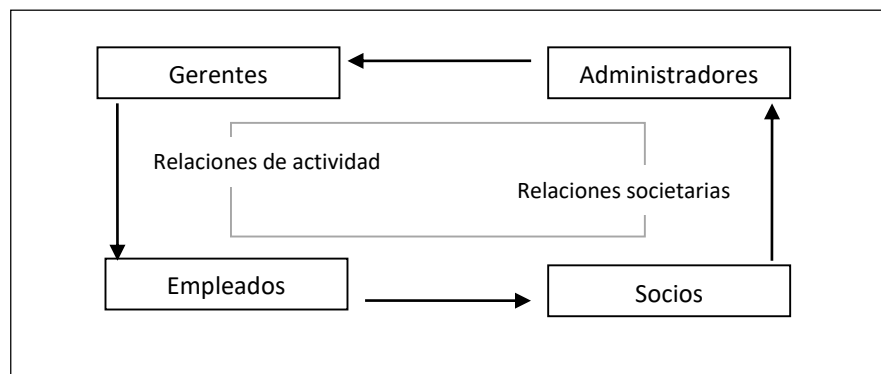 Gerentes
Administradores
Relaciones de actividad
Relaciones societarias
Empleados
Socios